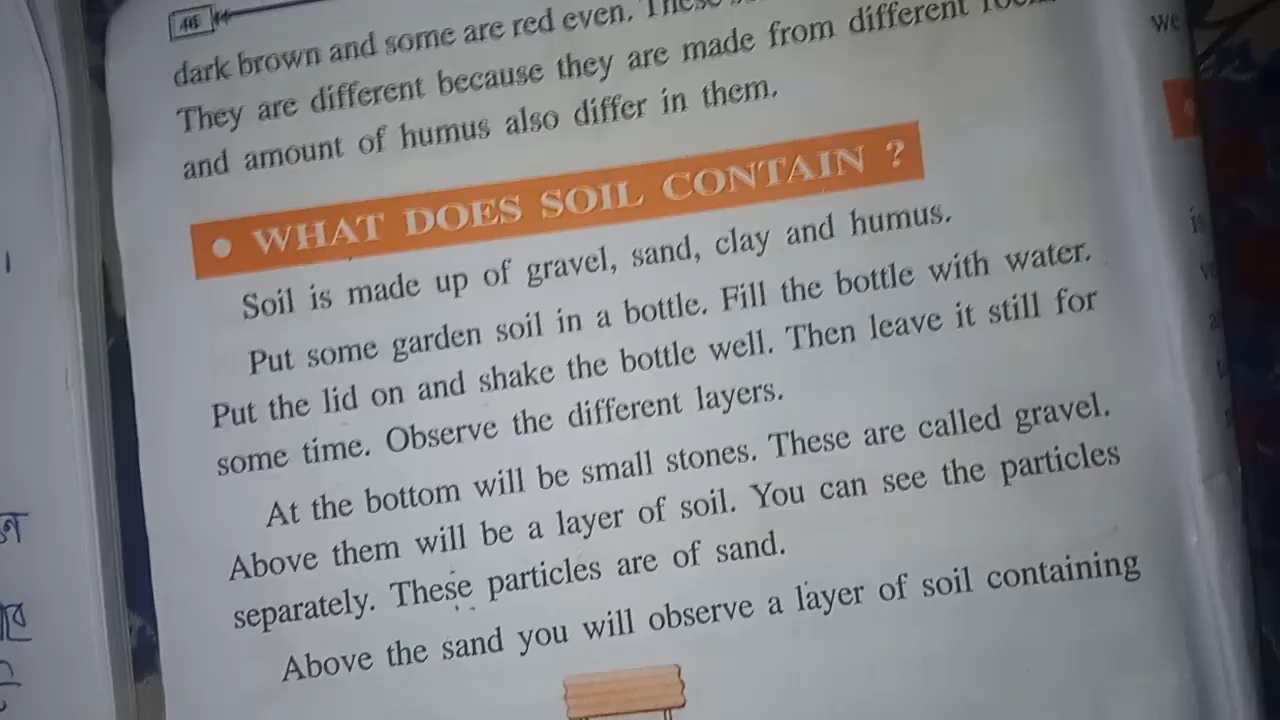 46
dark brown and some are red even. These
They are different because they are made from different
and amount of humus also differ in them.
• WHAT DOES SOIL CONTAIN ?
Soil is made up of gravel, sand, clay and humus.
Put some garden soil in a bottle. Fill the bottle with water.
Put the lid on and shake the bottle well. Then leave it still for
some time. Observe the different layers.
At the bottom will be small stones. These are called gravel.
Above them will be a layer of soil. You can see the particles
separately. These particles are of sand.
Above the sand you will observe a layer of soil containing
We
is